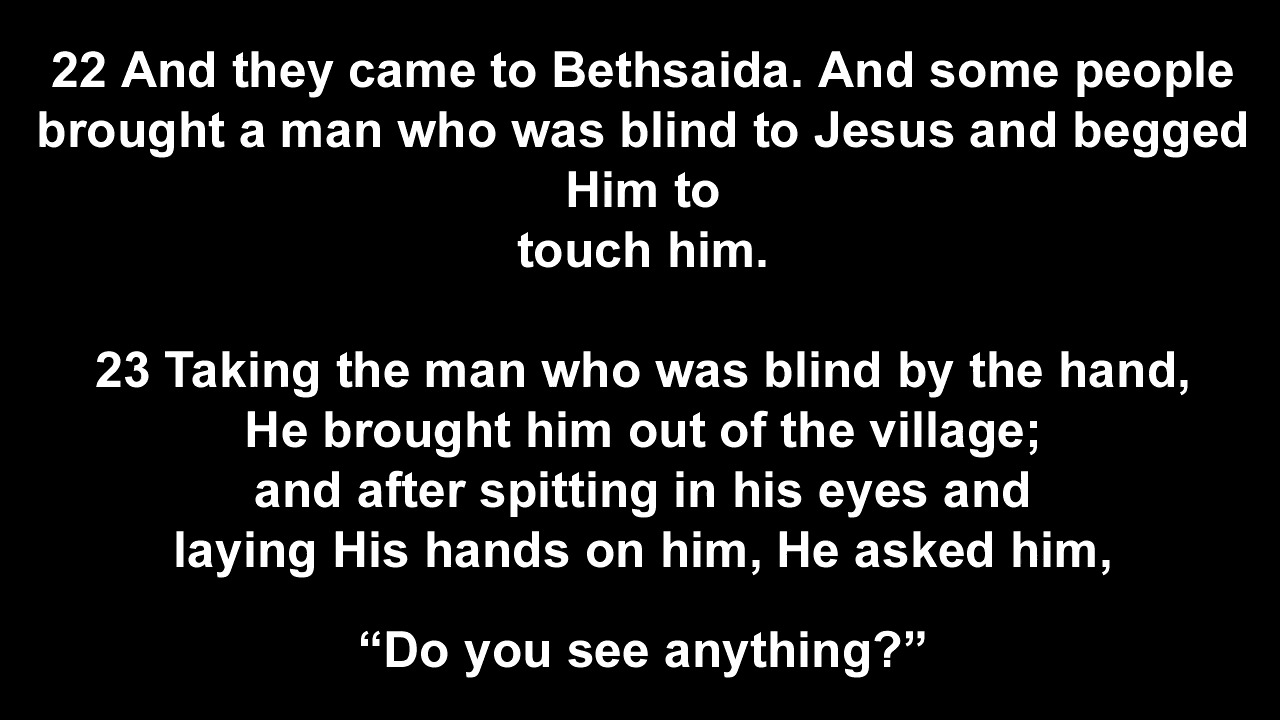 22 And they came to Bethsaida. And some people
brought a man who was blind to Jesus and begged
Him to
touch him.
23 Taking the man who was blind by the hand,
He brought him out of the village;
and after spitting in his eyes and
laying His hands on him, He asked him,
“Do you see anything?”